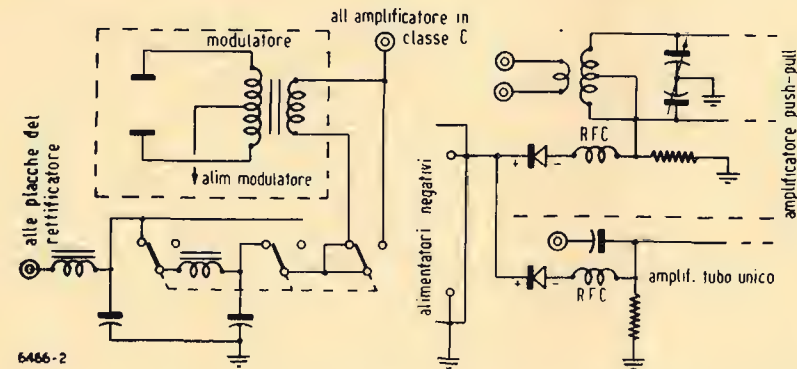 all amplificatore in
classe C
modulatore
alle placche del
rettificatore
alim modulatore
6466-2
alimentatori negativi
RFC
+
-
+
-
RFC
amplif. tubo unico
amplificatore push-pull